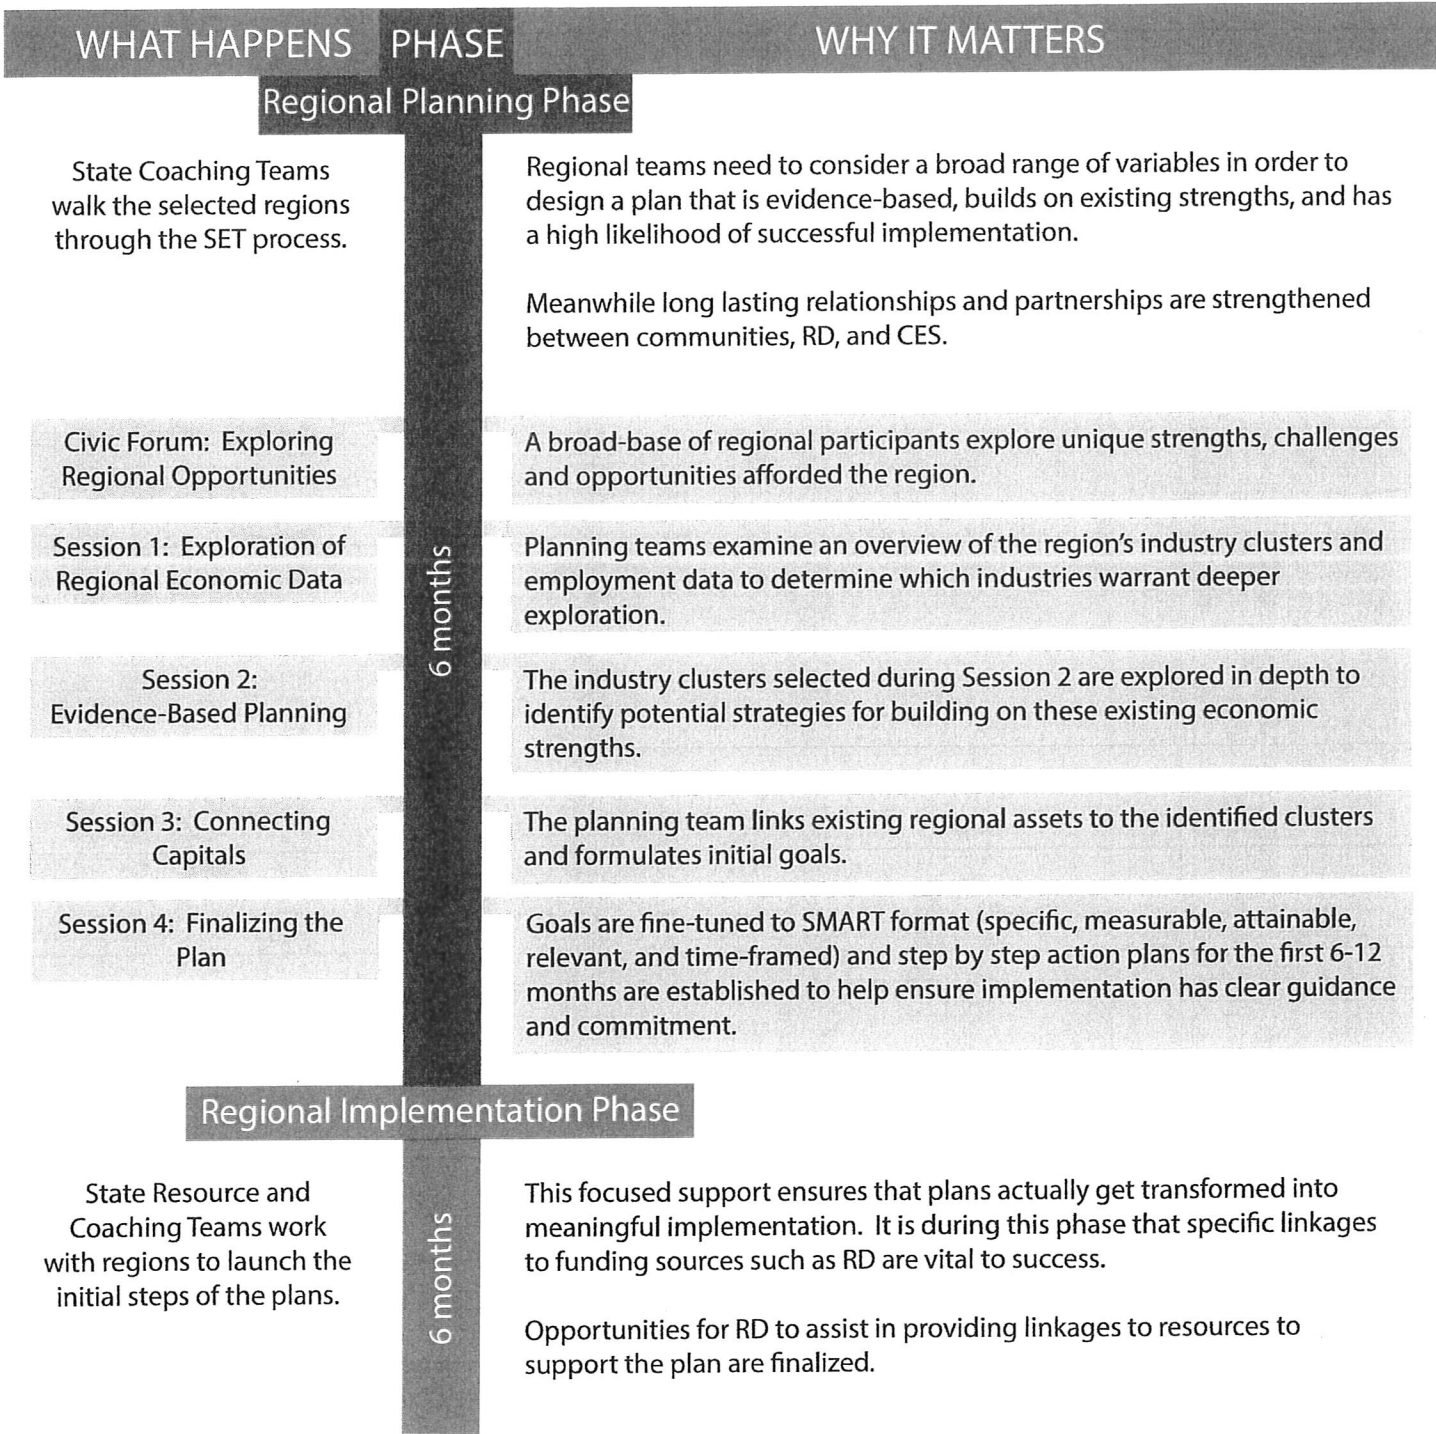 WHAT HAPPENS PHASE WHY IT MATTERS
Regional Planning Phase
State Coaching Teams
walk the selected regions
through the SET process.
Regional teams need to consider a broad range of variables in order to
design a plan that is evidence-based, builds on existing strengths, and has
a high likelihood of successful implementation.
Meanwhile long lasting relationships and partnerships are strengthened
between communities, RD, and CES.
Civic Forum: Exploring
Regional Opportunities
A broad-base of regional participants explore unique strengths, challenges
and opportunities afforded the region.
Session 1: Exploration of
Regional Economic Data
Planning teams examine an overview of the region's industry clusters and
employment data to determine which industries warrant deeper
exploration.
6 months
Session 2:
Evidence-Based Planning
The industry clusters selected during Session 2 are explored in depth to
identify potential strategies for building on these existing economic
strengths.
Session 3: Connecting
Capitals
The planning team links existing regional assets to the identified clusters
and formulates initial goals.
Session 4: Finalizing the
Plan
Goals are fine-tuned to SMART format (specific, measurable, attainable,
relevant, and time-framed) and step by step action plans for the first 6-12
months are established to help ensure implementation has clear guidance
and commitment.
Regional Implementation Phase
State Resource and
Coaching Teams work
with regions to launch the
initial steps of the plans.
6 months
This focused support ensures that plans actually get transformed into
meaningful implementation. It is during this phase that specific linkages
to funding sources such as RD are vital to success.
Opportunities for RD to assist in providing linkages to resources to
support the plan are finalized.